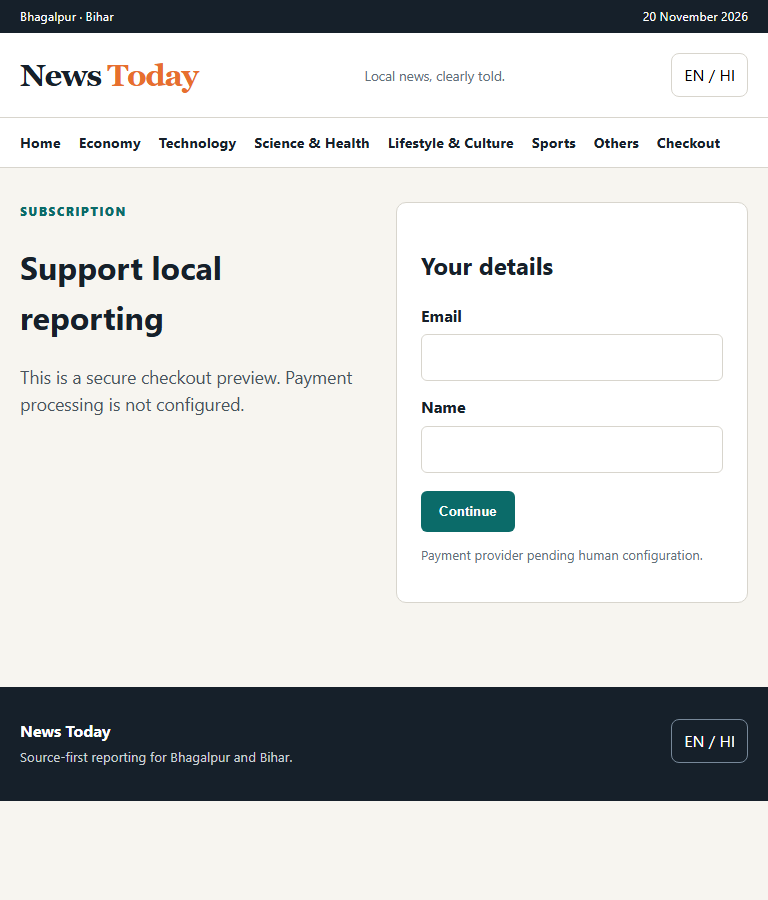 Bhagalpur · Bihar
20 November 2026
News Today
Local news, clearly told.
EN / HI
Home Economy Technology Science & Health Lifestyle & Culture Sports Others Checkout
SUBSCRIPTION
Support local
reporting
This is a secure checkout preview. Payment
processing is not configured.
Your details
Email
Name
Continue
Payment provider pending human configuration.
News Today
Source-first reporting for Bhagalpur and Bihar.
EN / HI